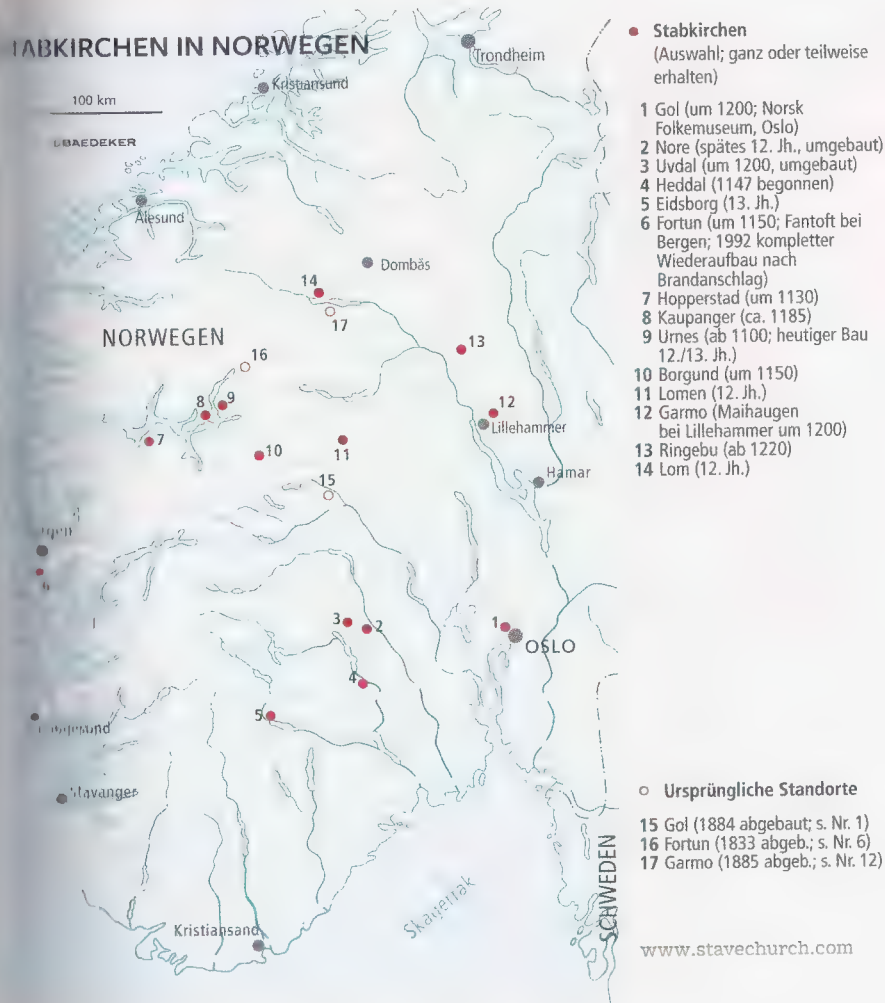 TABKIRCHEN IN NORWEGEN
100 km
BAEDEKER
Trondheim
Kristiansund
Ålesund
Dombås
14
17
NORWEGEN
13
16
8
9
12
Lillehammer
7
10
11
15
Hamar
3
2
1
OSLO
4
5
Stavanger
SCHWEDEN
Skagerrak
Kristiansand
Stabkirchen
(Auswahl; ganz oder teilweise
erhalten)
1 Gol (um 1200; Norsk
Folkemuseum, Oslo)
2 Nore (spätes 12. Jh., umgebaut)
3 Uvdal (um 1200, umgebaut)
4 Heddal (1147 begonnen)
5 Eidsborg (13. Jh.)
6 Fortun (um 1150; Fantoft bei
Bergen; 1992 kompletter
Wiederaufbau nach
Brandanschlag)
7 Hopperstad (um 1130)
8 Kaupanger (ca. 1185)
9 Urnes (ab 1100; heutiger Bau
12./13. Jh.)
10 Borgund (um 1150)
11 Lomen (12. Jh.)
12 Garmo (Maihaugen
bei Lillehammer um 1200)
13 Ringebu (ab 1220)
14 Lom (12. Jh.)
Ursprüngliche Standorte
15 Gol (1884 abgebaut; s. Nr. 1)
16 Fortun (1833 abgeb.; s. Nr. 6)
17 Garmo (1885 abgeb.; s. Nr. 12)
www.stavechurch.com